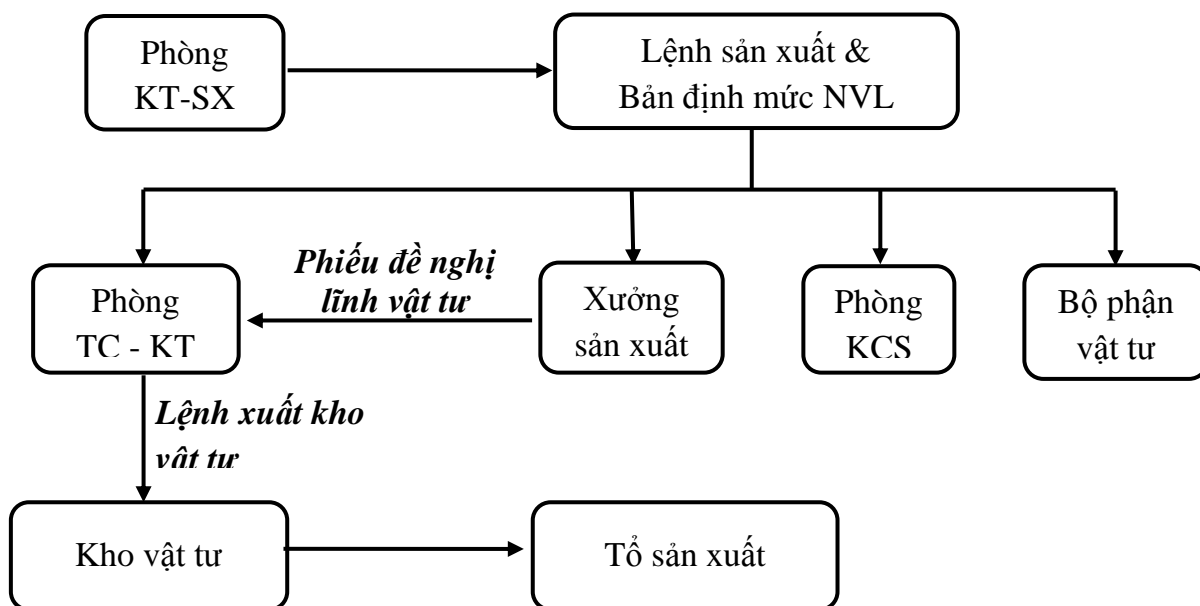 Phòng
KT-SX
Lệnh sản xuất &
Bản định mức NVL
Phiếu đề nghị
lĩnh vật tư
Phòng
TC - KT
Xưởng
sản xuất
Phòng
KCS
Bộ phận
vật tư
Lệnh xuất kho
vật tư
Kho vật tư
Tổ sản xuất